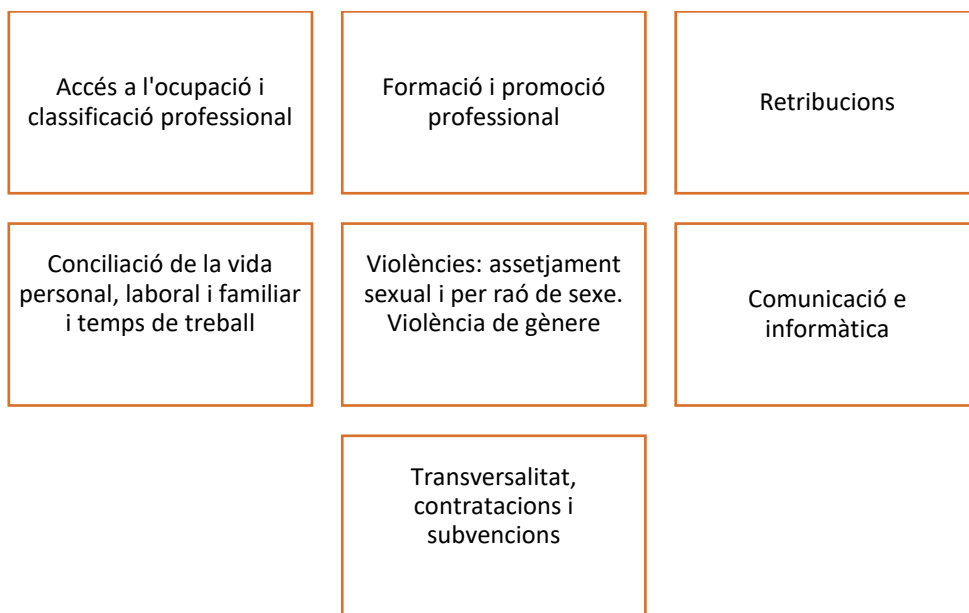 Accés a l'ocupació i
classificació professional
Formació i promoció
professional
Retribucions
Conciliació de la vida
personal, laboral i familiar
i temps de treball
Violències: assetjament
sexual i per raó de sexe.
Violència de gènere
Comunicació e
informàtica
Transversalitat,
contratacions i
subvencions